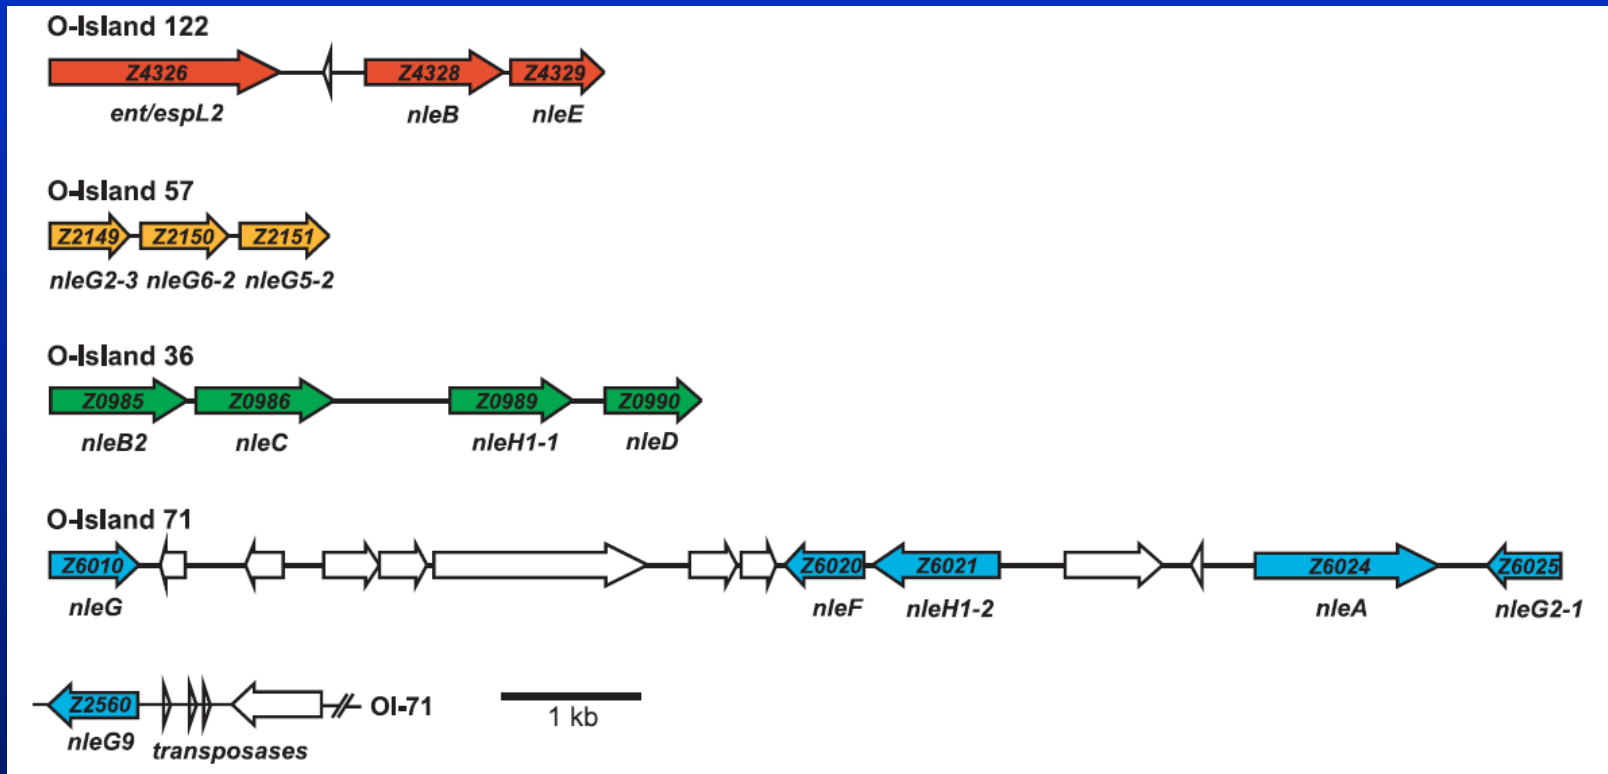 O-Island 122
Z4326 Z4328 Z4329
ent/espL2 nleB nleE
O-Island 57
Z2149 Z2150 Z2151
nleG2-3 nleG6-2 nleG5-2
O-Island 36
Z0985 Z0986 Z0989 Z0990
nleB2 nleC nleH1-1 nleD
O-Island 71
Z6010 Z6020 Z6021 Z6024 Z6025
nleG nleF nleH1-2 nleA nleG2-1
Z2560 OI-71
1 kb
nleG9 transposases